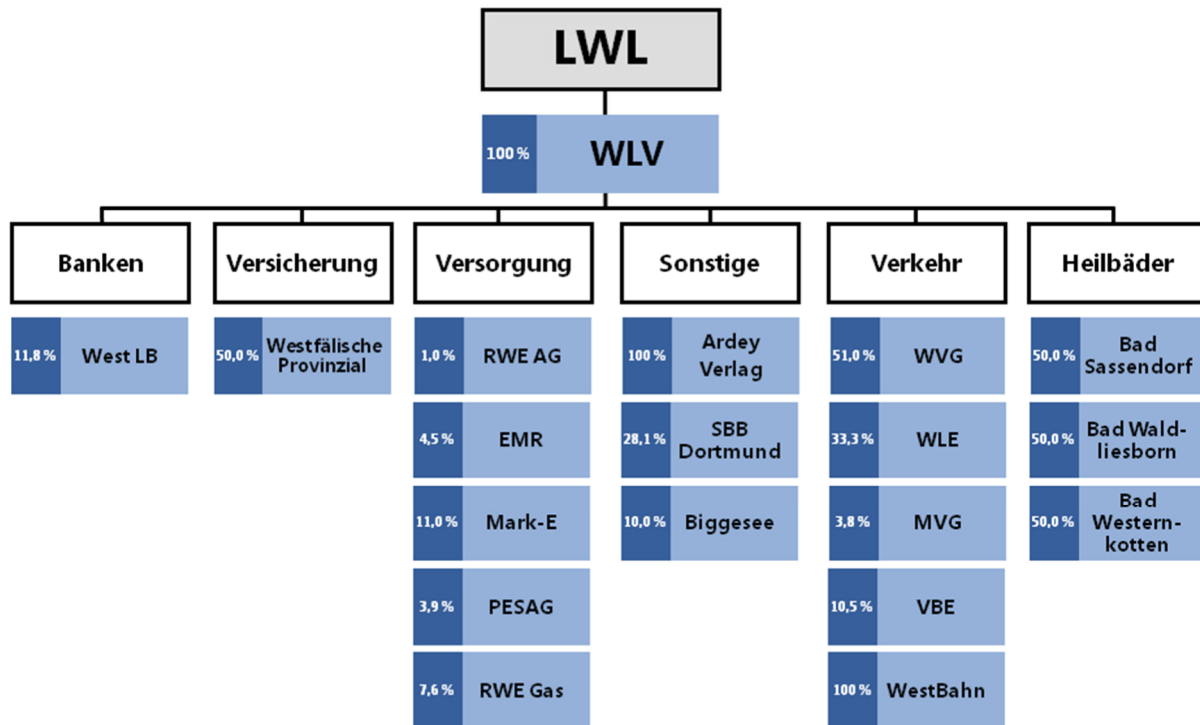 LWL
100 %
WLV
Banken
Versicherung
Versorgung
Sonstige
Verkehr
Heilbäder
11,8 %
West LB
50,0 %
Westfälische
Provinzial
1,0 %
RWE AG
100 %
Ardey
Verlag
51,0 %
WVG
50,0 %
Bad
Sassendorf
4,5 %
EMR
28,1 %
SBB
Dortmund
33,3 %
WLE
50,0 %
Bad Wald-
liesborn
11,0 %
Mark-E
10,0 %
Biggesee
3,8 %
MVG
50,0 %
Bad
Western-
kotten
3,9 %
PESAG
10,5 %
VBE
7,6 %
RWE Gas
100 %
WestBahn